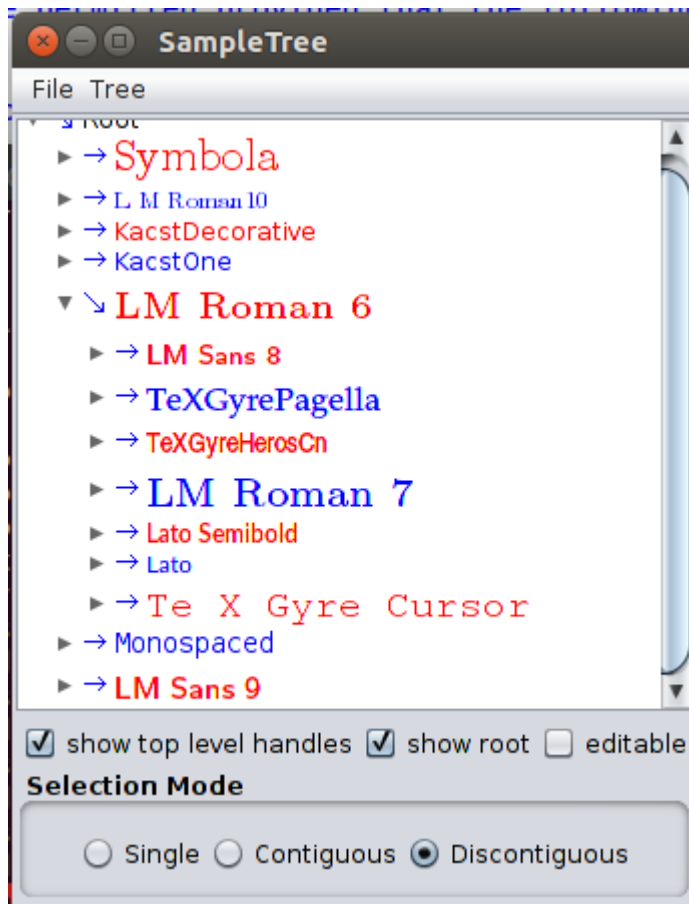 SampleTree
File Tree
Root
Symbola
L M Roman 10
KacstDecorative
KacstOne
LM Roman 6
LM Sans 8
TeXGyrePagella
TeXGyreHerosCn
LM Roman 7
Lato Semibold
Lato
Te X Gyre Cursor
Monospaced
LM Sans 9
show top level handles show root editable
Selection Mode
Single Contiguous Discontiguous